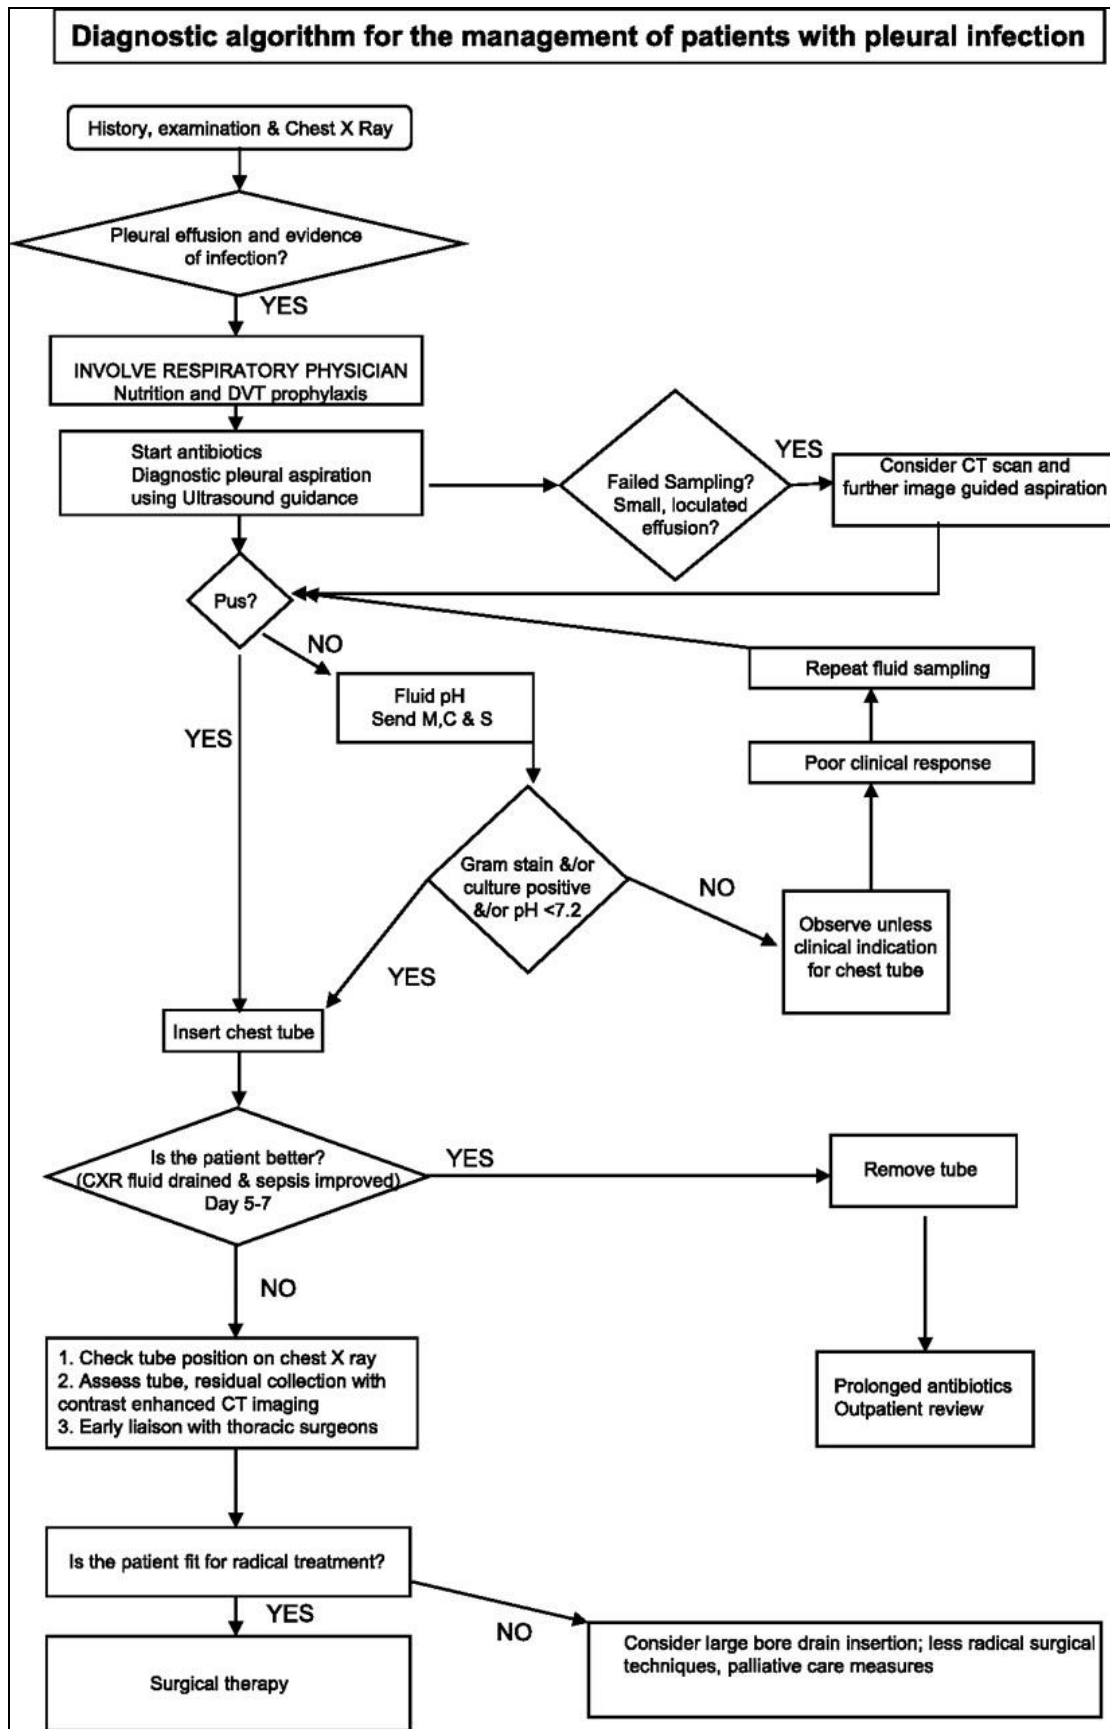 Diagnostic algorithm for the management of patients with pleural infection
History, examination & Chest X Ray
Pleural effusion and evidence
of infection?
YES
INVOLVE RESPIRATORY PHYSICIAN
Nutrition and DVT prophylaxis
Start antibiotics
Diagnostic pleural aspiration
using Ultrasound guidance
Failed Sampling?
Small, loculated
effusion?
YES
Consider CT scan and
further image guided aspiration
Pus?
NO
Fluid pH
Send M,C & S
YES
Repeat fluid sampling
Poor clinical response
Gram stain &/or
culture positive
&/or pH <7.2
NO
Observe unless
clinical indication
for chest tube
YES
Insert chest tube
Is the patient better?
(CXR fluid drained & sepsis improved)
Day 5-7
YES
Remove tube
NO
Prolonged antibiotics
Outpatient review
1. Check tube position on chest X ray
2. Assess tube, residual collection with
contrast enhanced CT imaging
3. Early liaison with thoracic surgeons
Is the patient fit for radical treatment?
YES
NO
Surgical therapy
Consider large bore drain insertion; less radical surgical
techniques, palliative care measures